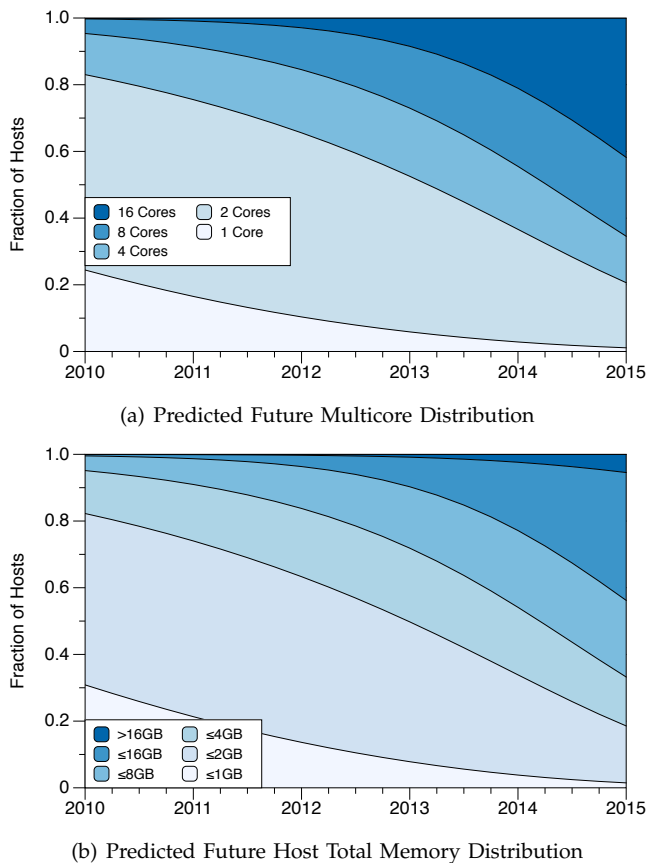 1.0
0.8
0.6
0.4
0.2
0
Fraction of Hosts
16 Cores 2 Cores
8 Cores 1 Core
4 Cores
2010 2011 2012 2013 2014 2015
(a) Predicted Future Multicore Distribution
1.0
0.8
0.6
0.4
0.2
0
Fraction of Hosts
>16GB ≤4GB
≤16GB ≤2GB
≤8GB ≤1GB
2010 2011 2012 2013 2014 2015
(b) Predicted Future Host Total Memory Distribution